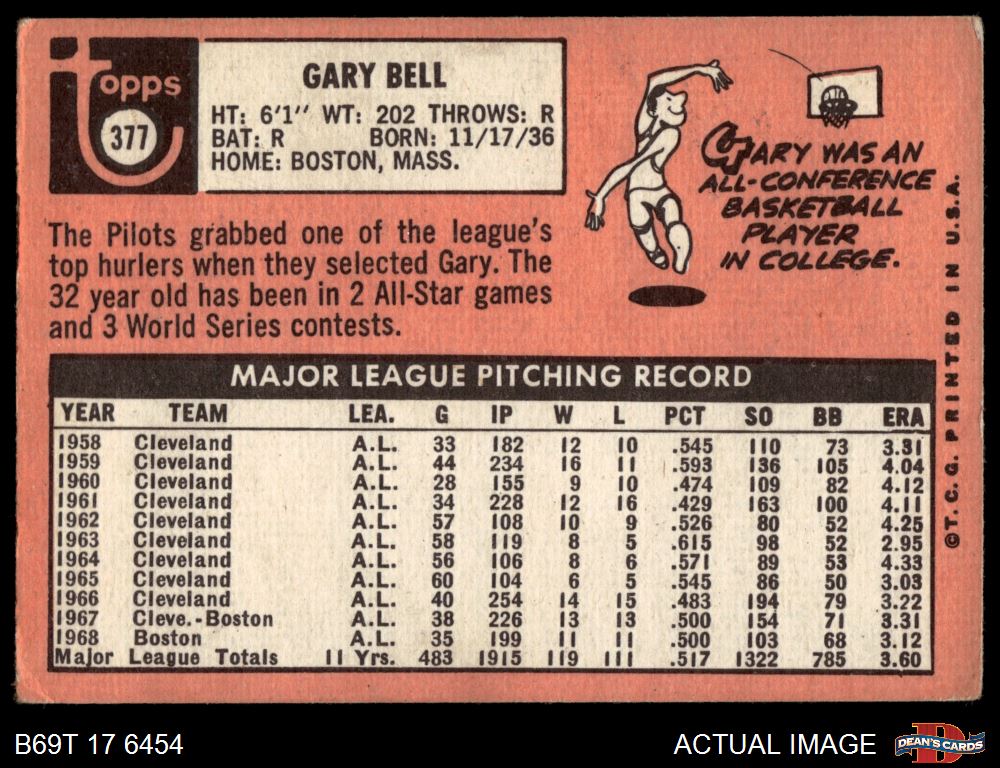 Topps
377
GARY BELL
HT: 6'1" WT: 202 THROWS: R
BAT: R BORN: 11/17/36
HOME: BOSTON, MASS.
The Pilots grabbed one of the league's
top hurlers when they selected Gary. The
32 year old has been in 2 All-Star games
and 3 World Series contests.
GARY WAS AN
ALL-CONFERENCE
BASKETBALL
PLAYER
IN COLLEGE.
©T. C. G. PRINTED IN U.S.A.
MAJOR LEAGUE PITCHING RECORD
YEAR TEAM LEA. G IP W L PCT SO BB ERA
1958 Cleveland A.L. 33 182 12 10 .545 110 73 3.31
1959 Cleveland A.L. 44 234 16 11 .593 136 105 4.04
1960 Cleveland A.L. 28 155 9 10 .474 109 82 4.12
1961 Cleveland A.L. 34 228 12 16 .429 163 100 4.11
1962 Cleveland A.L. 57 108 10 9 .526 80 52 4.25
1963 Cleveland A.L. 58 119 8 5 .615 98 52 2.95
1964 Cleveland A.L. 56 106 8 6 .571 89 53 4.33
1965 Cleveland A.L. 60 104 6 5 .545 86 50 3.03
1966 Cleveland A.L. 40 254 14 15 .483 194 79 3.22
1967 Cleve.-Boston A.L. 38 226 13 13 .500 154 71 3.31
1968 Boston A.L. 35 199 11 11 .500 103 68 3.12
Major League Totals 11 Yrs. 483 1915 119 111 .517 1322 785 3.60
B69T 17 6454
ACTUAL IMAGE
D
DEAN'S CARDS